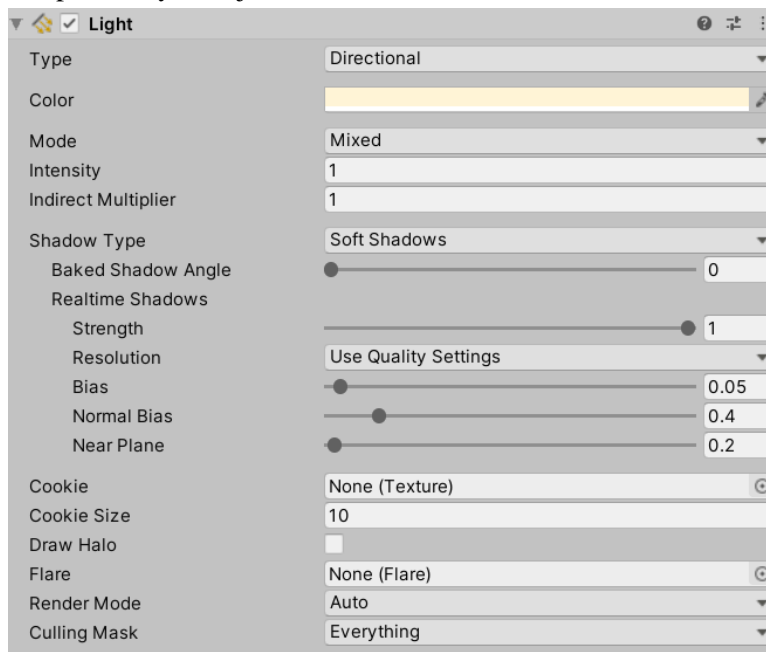 Light
Type Directional
Color
Mode Mixed
Intensity 1
Indirect Multiplier 1
Shadow Type Soft Shadows
Baked Shadow Angle 0
Realtime Shadows
Strength 1
Resolution Use Quality Settings
Bias 0.05
Normal Bias 0.4
Near Plane 0.2
Cookie None (Texture)
Cookie Size 10
Draw Halo
Flare None (Flare)
Render Mode Auto
Culling Mask Everything